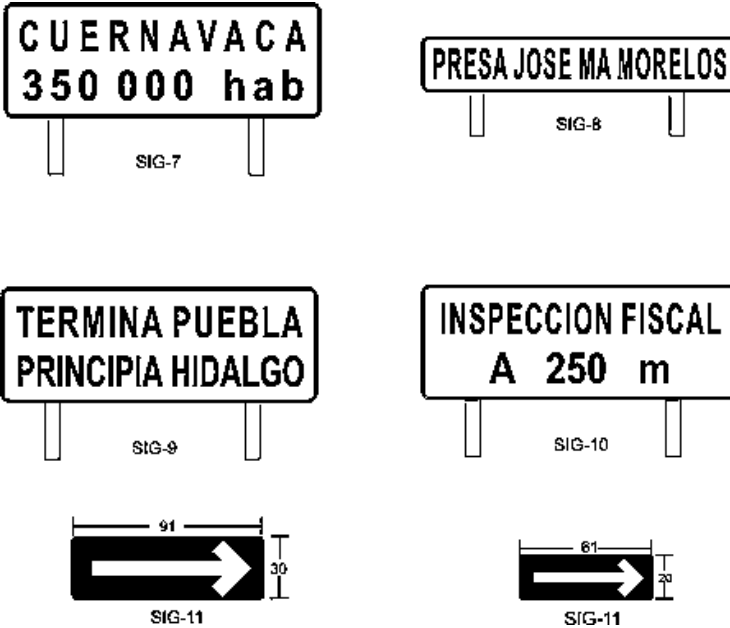 CUERNAVACA
350 000 hab
SIG-7
PRESA JOSE MA MORELOS
SIG-8
TERMINA PUEBLA
PRINCIPIA HIDALGO
SIG-9
INSPECCION FISCAL
A 250 m
SIG-10
91
30
SIG-11
61
20
SIG-11